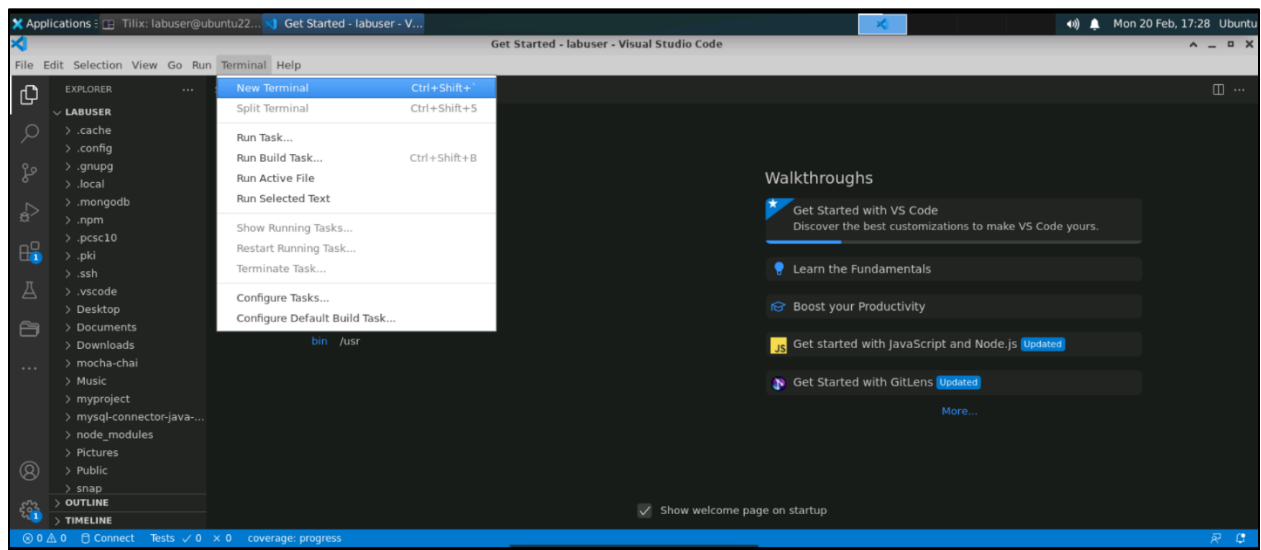 Applications : Tilix: labuser@ubuntu22... Get Started - labuser - V... Mon 20 Feb, 17:28 Ubuntu
Get Started - labuser - Visual Studio Code
File Edit Selection View Go Run Terminal Help
EXPLORER ...
LABUSER
.cache
.config
.gnupg
.local
.mongodb
.npm
.pcsc10
.pki
.ssh
.vscode
Desktop
Documents
Downloads
mocha-chai
Music
myproject
mysql-connector-java-...
node_modules
Pictures
Public
snap
OUTLINE
TIMELINE
1
1
New Terminal Ctrl+Shift+`
Split Terminal Ctrl+Shift+5
Run Task...
Run Build Task... Ctrl+Shift+B
Run Active File
Run Selected Text
Show Running Tasks...
Restart Running Task...
Terminate Task...
Configure Tasks...
Configure Default Build Task...
bin /usr
Walkthroughs
Get Started with VS Code
Discover the best customizations to make VS Code yours.
Learn the Fundamentals
Boost your Productivity
JS Get started with JavaScript and Node.js Updated
Get Started with GitLens Updated
More...
Show welcome page on startup
0 0 Connect Tests ✓ 0 × 0 coverage: progress